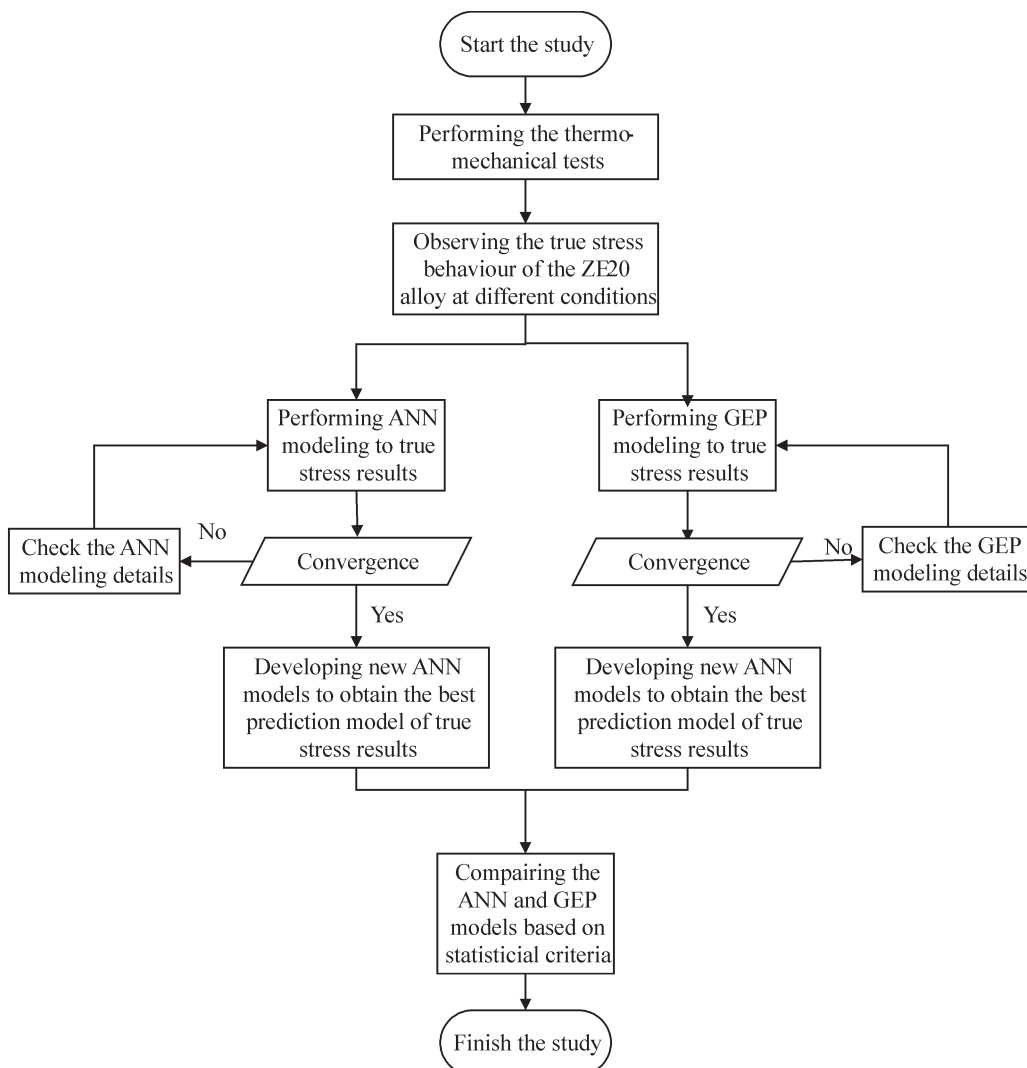 Start the study
Performing the thermo-
mechanical tests
Observing the true stress
behaviour of the ZE20
alloy at different conditions
Performing ANN
modeling to true
stress results
Performing GEP
modeling to true
stress results
No
Check the ANN
modeling details
Convergence
Convergence
No
Check the GEP
modeling details
Yes
Yes
Developing new ANN
models to obtain the best
prediction model of true
stress results
Developing new ANN
models to obtain the best
prediction model of true
stress results
Compairing the
ANN and GEP
models based on
statisticial criteria
Finish the study